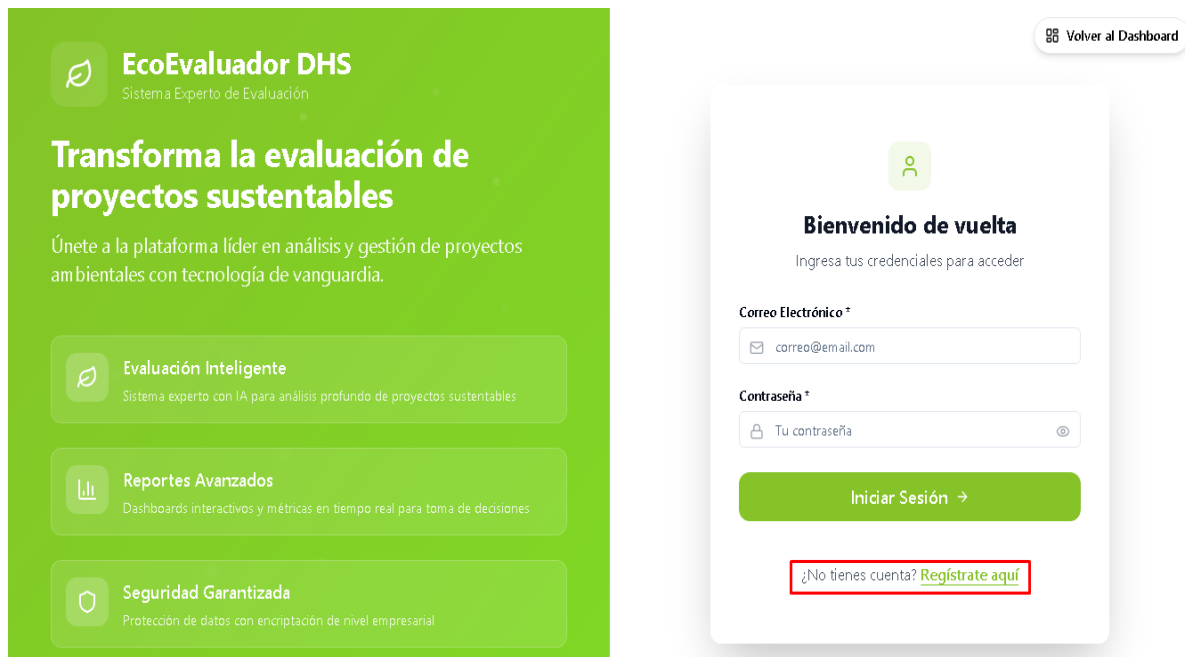 EcoEvaluador DHS
Sistema Experto de Evaluación
Transforma la evaluación de
proyectos sustentables
Únete a la plataforma líder en análisis y gestión de proyectos
ambientales con tecnología de vanguardia.
Evaluación Inteligente
Sistema experto con IA para análisis profundo de proyectos sustentables
Reportes Avanzados
Dashboards interactivos y métricas en tiempo real para toma de decisiones
Seguridad Garantizada
Protección de datos con encriptación de nivel empresarial
Volver al Dashboard
Bienvenido de vuelta
Ingresa tus credenciales para acceder
Correo Electrónico *
correo@email.com
Contraseña *
Tu contraseña
Iniciar Sesión →
¿No tienes cuenta? Regístrate aquí